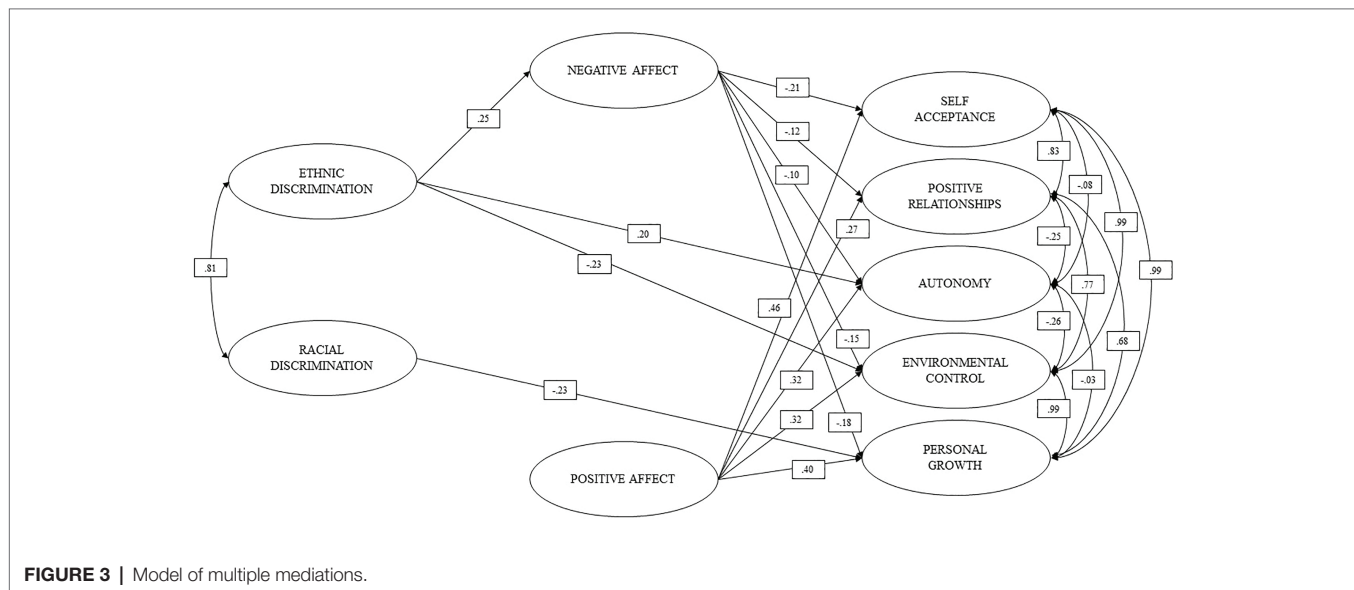 NEGATIVE AFFECT
-.21
SELF
ACCEPTANCE
.25
-.12
.83
ETHNIC
DISCRIMINATION
-.10
-.08
POSITIVE
RELATIONSHIPS
.27
.99
.20
-.25
-.23
.81
.99
AUTONOMY
.77
.46
-.26
-.15
.68
RACIAL
DISCRIMINATION
ENVIRONMENTAL
CONTROL
.32
-.03
-.23
.99
.32
-.18
PERSONAL
GROWTH
.40
POSITIVE AFFECT
FIGURE 3 | Model of multiple mediations.